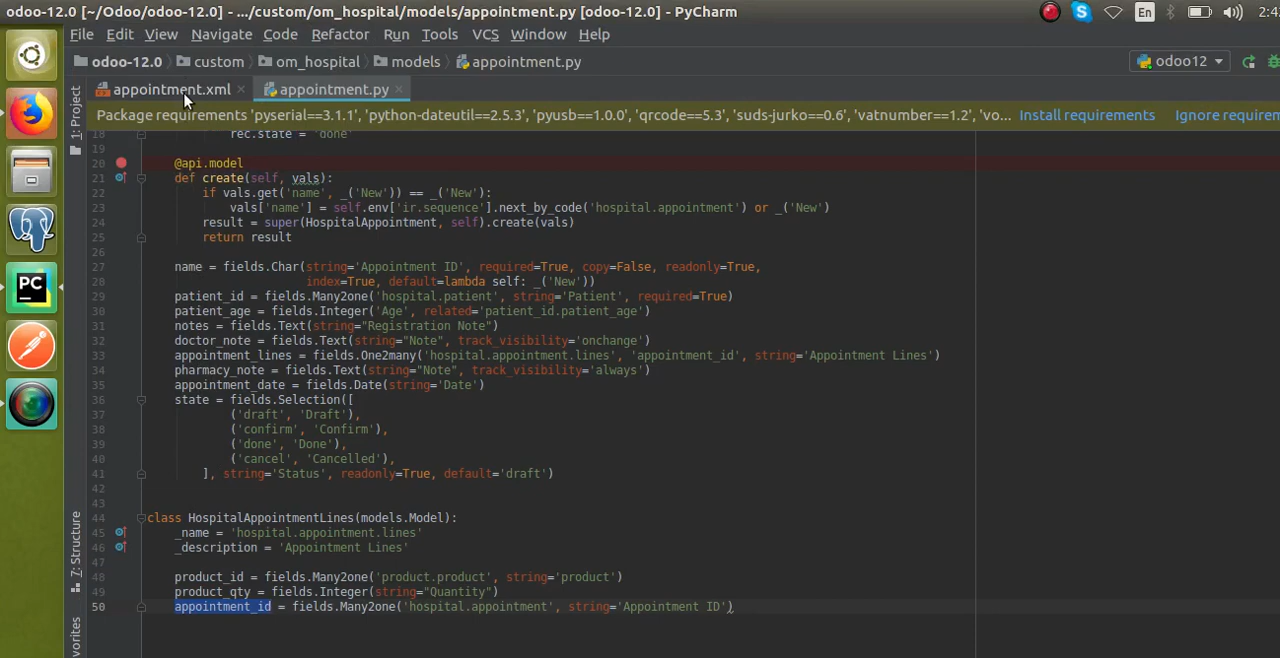 odoo-12.0 [~/Odoo/odoo-12.0] - .../custom/om_hospital/models/appointment.py [odoo-12.0] - PyCharm
En
2:4
File Edit View Navigate Code Refactor Run Tools VCS Window Help
odoo-12.0 custom om_hospital models appointment.py
odoo12
appointment.xml appointment.py
Package requirements 'pyserial==3.1.1', 'python-dateutil==2.5.3', 'pyusb==1.0.0', 'qrcode==5.3', 'suds-jurko==0.6', 'vatnumber==1.2', 'vo... Install requirements Ignore requirem
1: Project
7: Structure
vorites
PC
18 rec.state = 'done'
19
20 @api.model
21 def create(self, vals):
22 if vals.get('name', _('New')) == _('New'):
23 vals['name'] = self.env['ir.sequence'].next_by_code('hospital.appointment') or _('New')
24 result = super(HospitalAppointment, self).create(vals)
25 return result
26
27 name = fields.Char(string='Appointment ID', required=True, copy=False, readonly=True,
28 index=True, default=lambda self: _('New'))
29 patient_id = fields.Many2one('hospital.patient', string='Patient', required=True)
30 patient_age = fields.Integer('Age', related='patient_id.patient_age')
31 notes = fields.Text(string="Registration Note")
32 doctor_note = fields.Text(string="Note", track_visibility='onchange')
33 appointment_lines = fields.One2many('hospital.appointment.lines', 'appointment_id', string='Appointment Lines')
34 pharmacy_note = fields.Text(string="Note", track_visibility='always')
35 appointment_date = fields.Date(string='Date')
36 state = fields.Selection([
37 ('draft', 'Draft'),
38 ('confirm', 'Confirm'),
39 ('done', 'Done'),
40 ('cancel', 'Cancelled'),
41 ], string='Status', readonly=True, default='draft')
42
43
44 class HospitalAppointmentLines(models.Model):
45 _name = 'hospital.appointment.lines'
46 _description = 'Appointment Lines'
47
48 product_id = fields.Many2one('product.product', string='product')
49 product_qty = fields.Integer(string="Quantity")
50 appointment_id = fields.Many2one('hospital.appointment', string='Appointment ID')